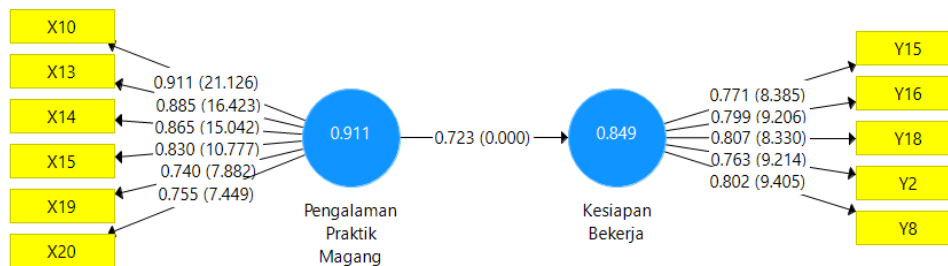 X10
X13
X14
X15
X19
X20
0.911 (21.126)
0.885 (16.423)
0.865 (15.042)
0.830 (10.777)
0.740 (7.882)
0.755 (7.449)
0.911
Pengalaman
Praktik
Magang
0.723 (0.000)
0.849
Kesiapan
Bekerja
0.771 (8.385)
0.799 (9.206)
0.807 (8.330)
0.763 (9.214)
0.802 (9.405)
Y15
Y16
Y18
Y2
Y8